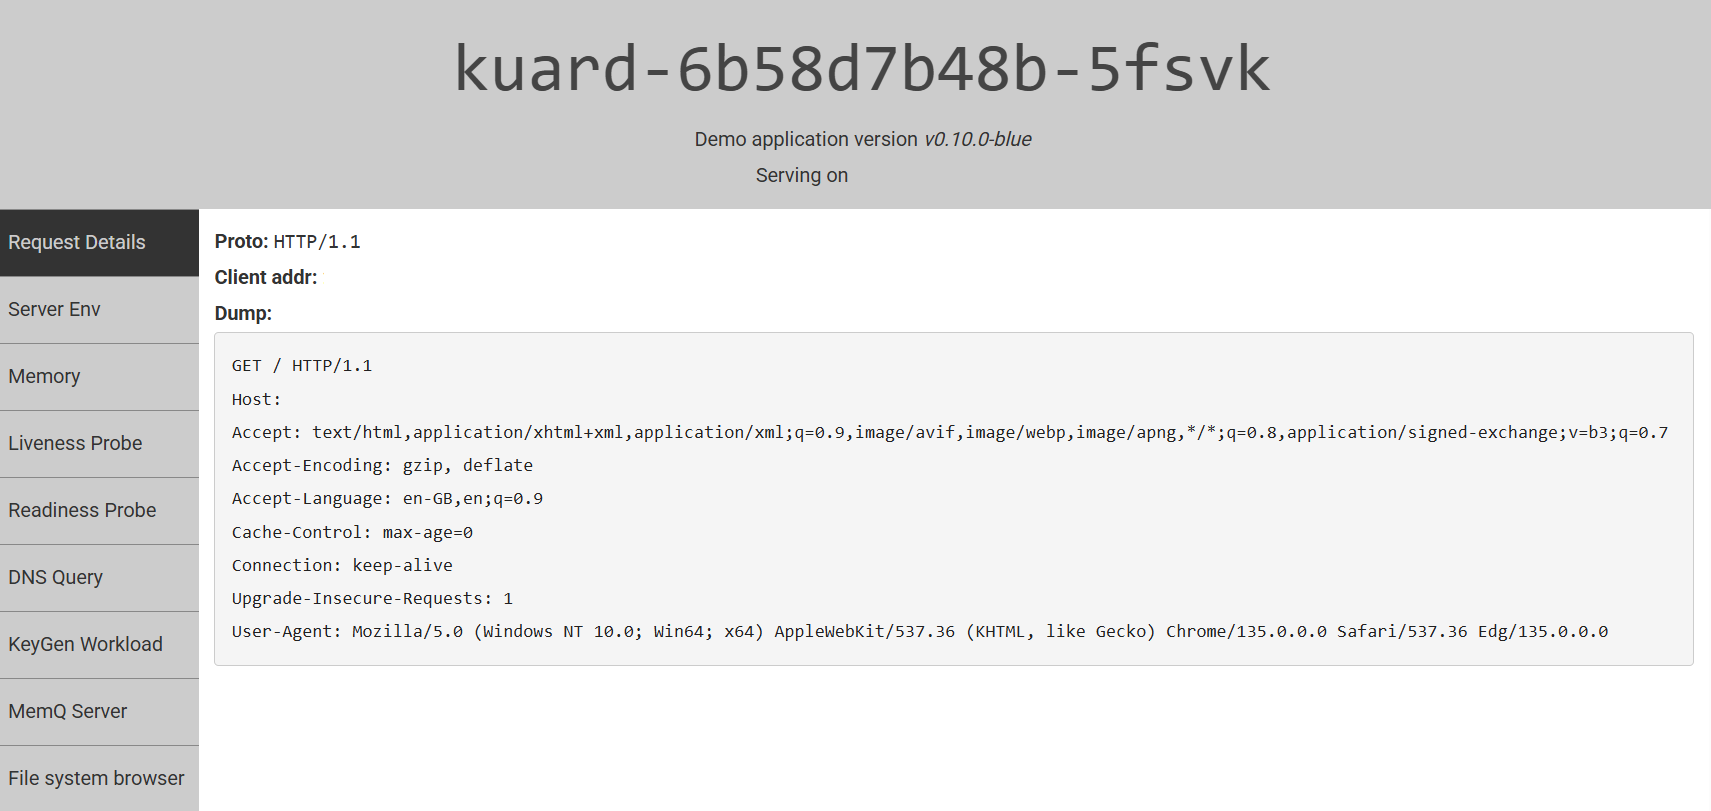 kuard-6b58d7b48b-5fsvk
Demo application version v0.10.0-blue
Serving on
Request Details
Server Env
Memory
Liveness Probe
Readiness Probe
DNS Query
KeyGen Workload
MemQ Server
File system browser
Proto: HTTP/1.1
Client addr:
Dump:
GET / HTTP/1.1
Host:
Accept: text/html,application/xhtml+xml,application/xml;q=0.9,image/avif,image/webp,image/apng,*/*;q=0.8,application/signed-exchange;v=b3;q=0.7
Accept-Encoding: gzip, deflate
Accept-Language: en-GB,en;q=0.9
Cache-Control: max-age=0
Connection: keep-alive
Upgrade-Insecure-Requests: 1
User-Agent: Mozilla/5.0 (Windows NT 10.0; Win64; x64) AppleWebKit/537.36 (KHTML, like Gecko) Chrome/135.0.0.0 Safari/537.36 Edg/135.0.0.0